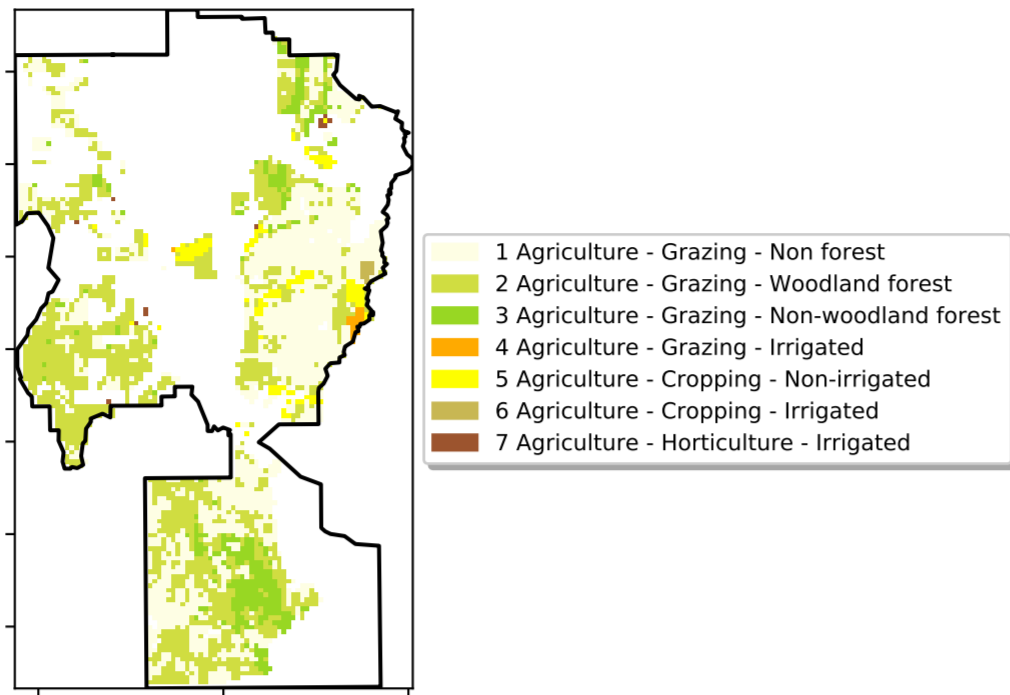 1 Agriculture - Grazing - Non forest
2 Agriculture - Grazing - Woodland forest
3 Agriculture - Grazing - Non-woodland forest
4 Agriculture - Grazing - Irrigated
5 Agriculture - Cropping - Non-irrigated
6 Agriculture - Cropping - Irrigated
7 Agriculture - Horticulture - Irrigated